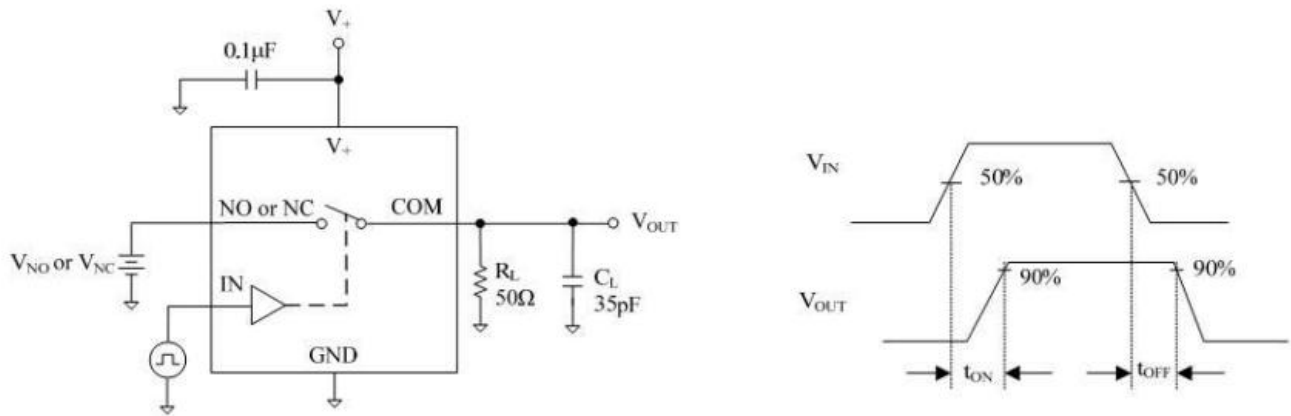 V+
0.1µF
V+
NO or NC
COM
VOUT
VNO or VNC
IN
RL
50Ω
CL
35pF
GND
VIN
50%
50%
VOUT
90%
90%
tON
tOFF